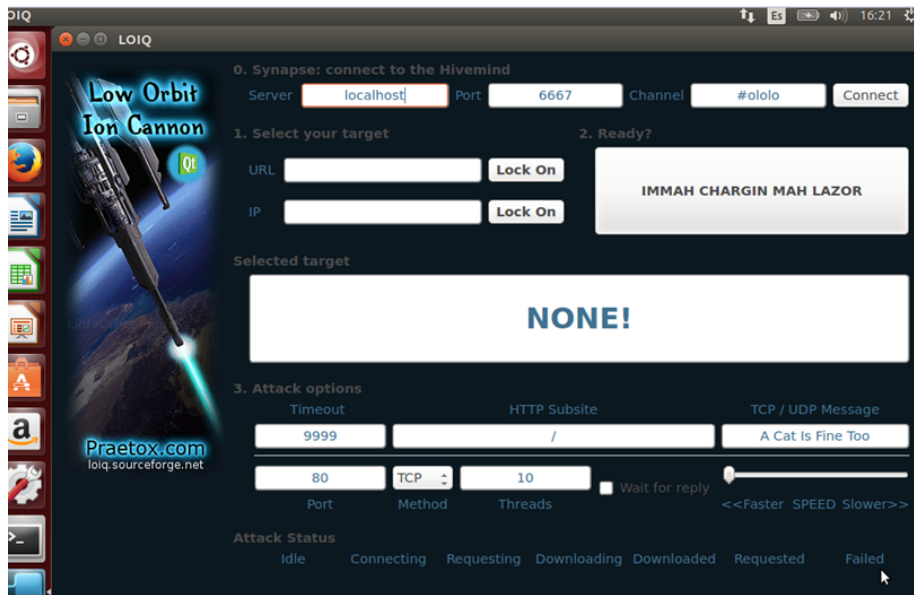 OIQ
Es
16:21
LOIQ
Low Orbit
Ion Cannon
Qt
Praetox.com
loiq.sourceforge.net
0. Synapse: connect to the Hivemind
Server localhost Port 6667 Channel #ololo Connect
1. Select your target 2. Ready?
URL Lock On
IMMAH CHARGIN MAH LAZOR
IP Lock On
Selected target
NONE!
3. Attack options
Timeout HTTP Subsite TCP / UDP Message
9999 / A Cat Is Fine Too
80 TCP 10 Wait for reply
Port Method Threads <<Faster SPEED Slower>>
Attack Status
Idle Connecting Requesting Downloading Downloaded Requested Failed
A
a
>_